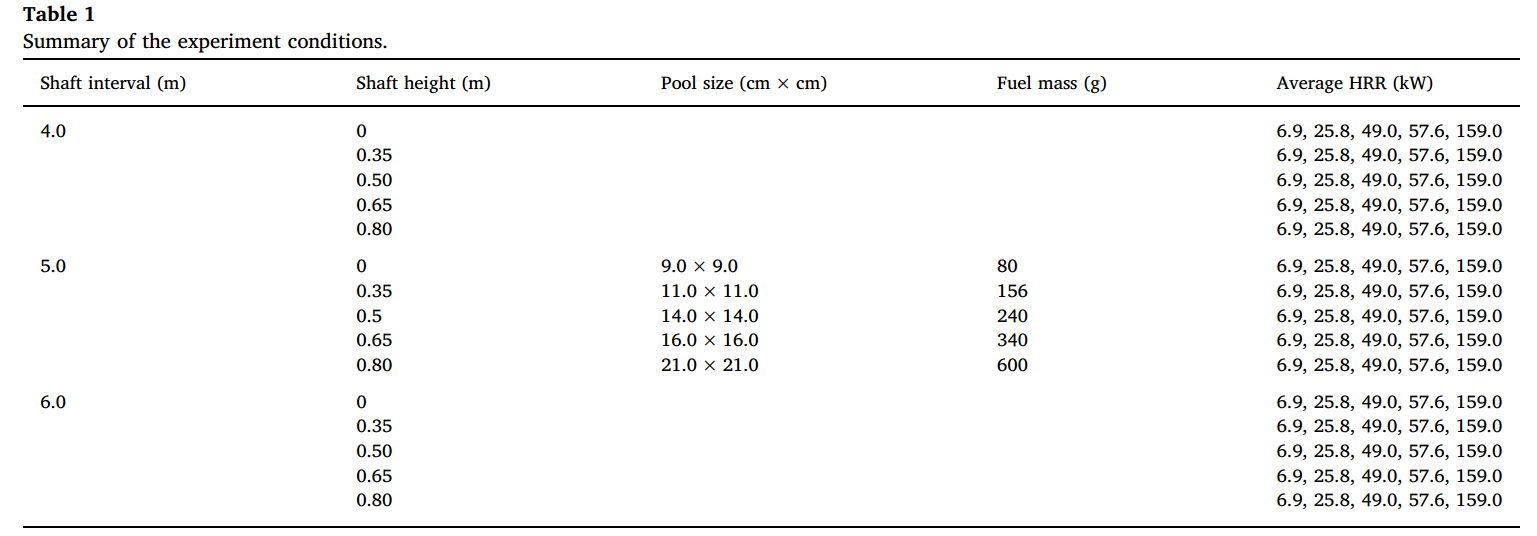 Table 1
Summary of the experiment conditions.
Shaft interval (m) Shaft height (m) Pool size (cm × cm) Fuel mass (g) Average HRR (kW)
4.0 0 6.9, 25.8, 49.0, 57.6, 159.0
0.35 6.9, 25.8, 49.0, 57.6, 159.0
0.50 6.9, 25.8, 49.0, 57.6, 159.0
0.65 6.9, 25.8, 49.0, 57.6, 159.0
0.80 6.9, 25.8, 49.0, 57.6, 159.0
5.0 0 9.0 × 9.0 80 6.9, 25.8, 49.0, 57.6, 159.0
0.35 11.0 × 11.0 156 6.9, 25.8, 49.0, 57.6, 159.0
0.5 14.0 × 14.0 240 6.9, 25.8, 49.0, 57.6, 159.0
0.65 16.0 × 16.0 340 6.9, 25.8, 49.0, 57.6, 159.0
0.80 21.0 × 21.0 600 6.9, 25.8, 49.0, 57.6, 159.0
6.0 0 6.9, 25.8, 49.0, 57.6, 159.0
0.35 6.9, 25.8, 49.0, 57.6, 159.0
0.50 6.9, 25.8, 49.0, 57.6, 159.0
0.65 6.9, 25.8, 49.0, 57.6, 159.0
0.80 6.9, 25.8, 49.0, 57.6, 159.0